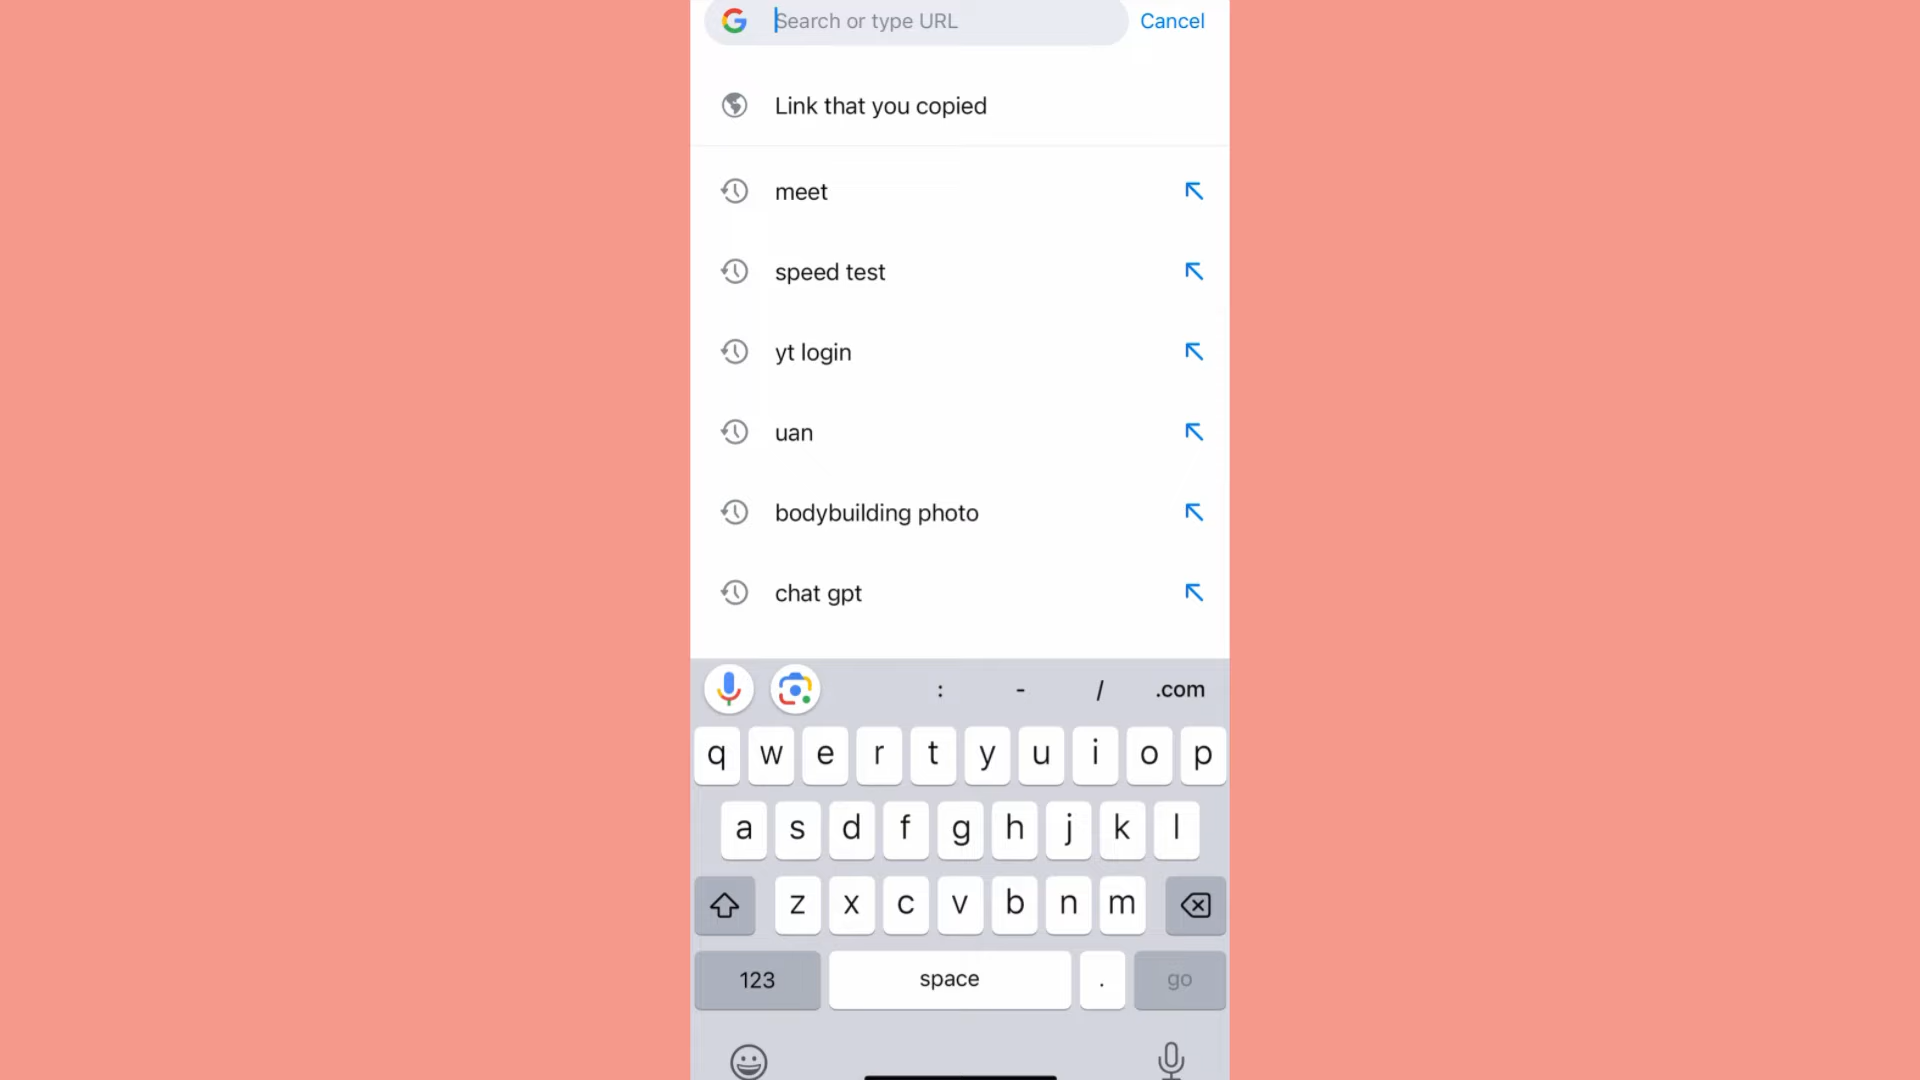 Search or type URL Cancel
Link that you copied
meet
speed test
yt login
uan
bodybuilding photo
chat gpt
: - / .com
q w e r t y u i o p
a s d f g h j k l
z x c v b n m
123 space . go